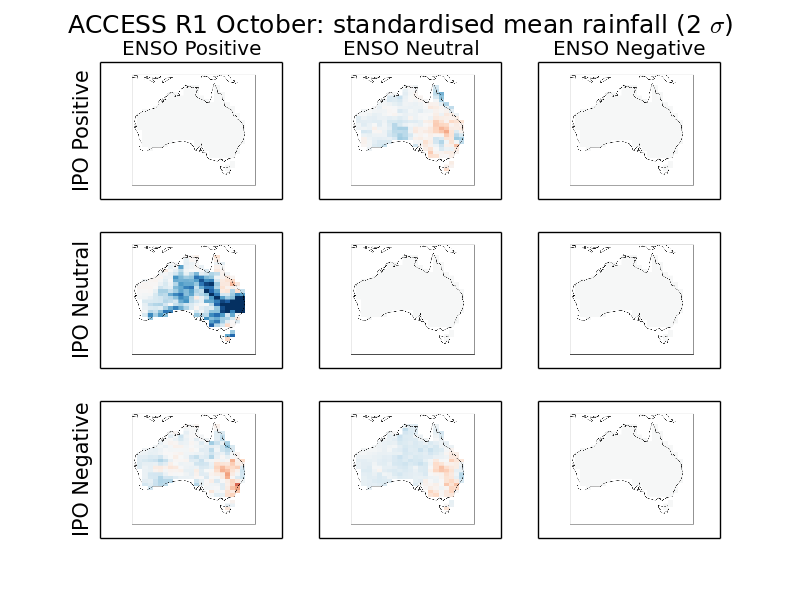 ACCESS R1 October: standardised mean rainfall (2 σ)
ENSO Positive
ENSO Neutral
ENSO Negative
IPO Positive
IPO Neutral
IPO Negative